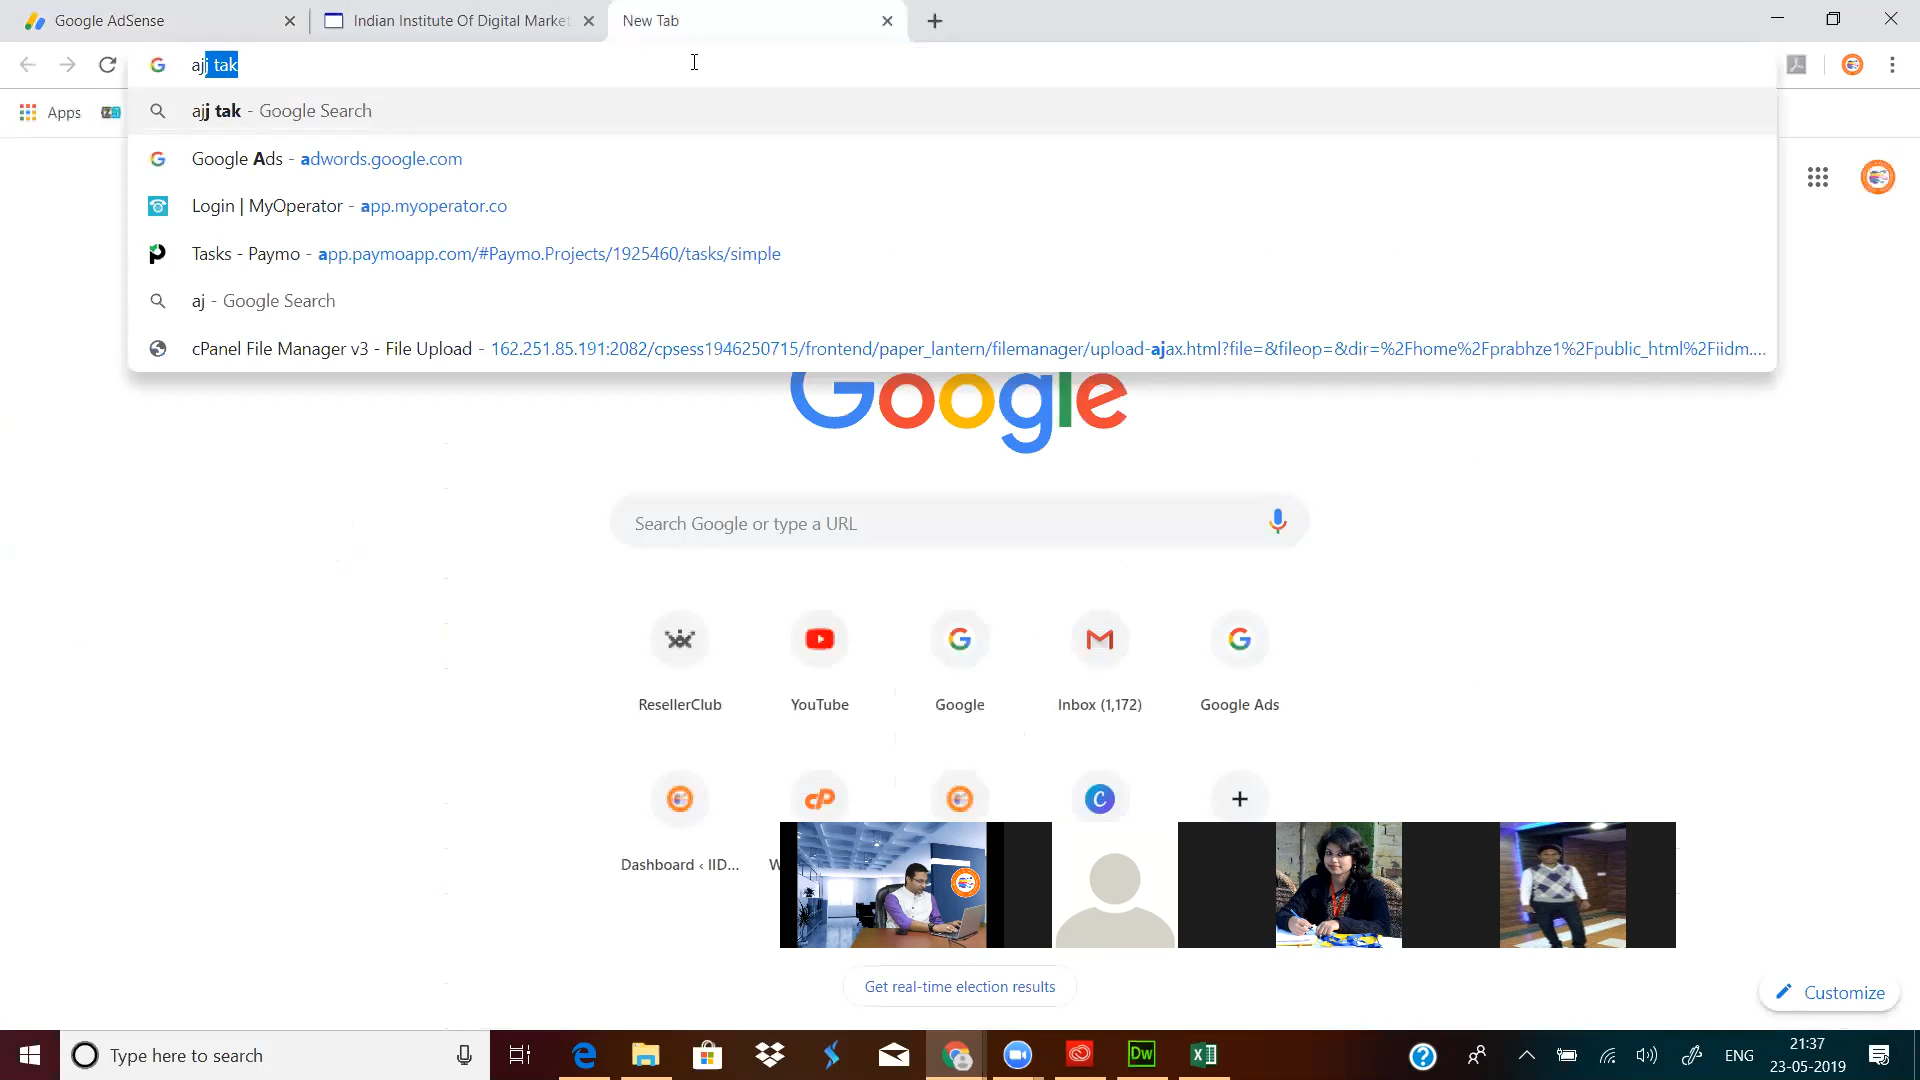 Google AdSense
Indian Institute Of Digital Market
New Tab
ajj tak
Apps
ajj tak - Google Search
Google Ads - adwords.google.com
Login | MyOperator - app.myoperator.co
Tasks - Paymo - app.paymoapp.com/#Paymo.Projects/1925460/tasks/simple
aj - Google Search
cPanel File Manager v3 - File Upload - 162.251.85.191:2082/cpsess1946250715/frontend/paper_lantern/filemanager/upload-ajax.html?file=&fileop=&dir=%2Fhome%2Fprabhze1%2Fpublic_html%2Fiidm....
Google
Search Google or type a URL
ResellerClub
YouTube
Google
Inbox (1,172)
Google Ads
Dashboard ‹ IID...
W
Get real-time election results
Customize
Type here to search
Dw
ENG
21:37
23-05-2019